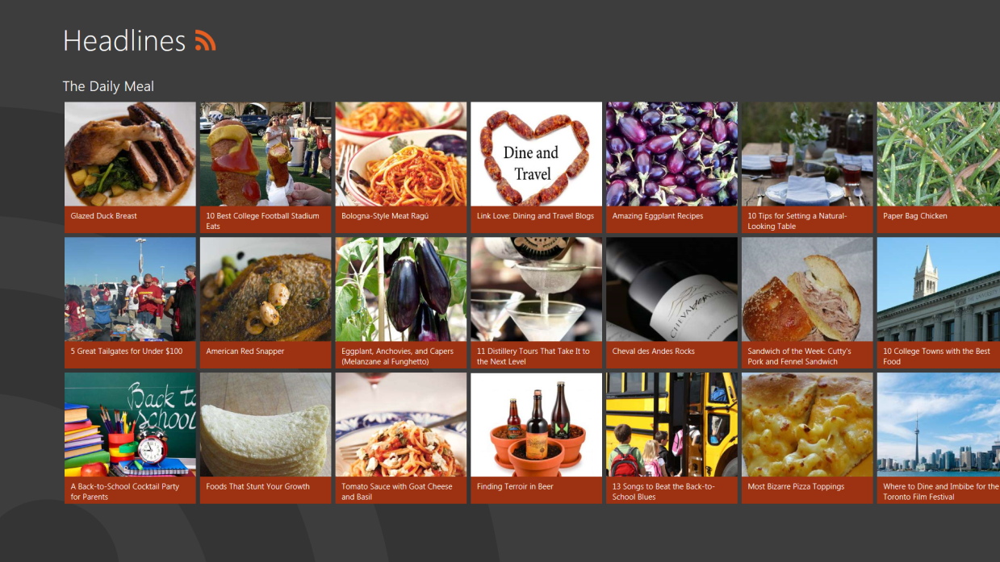 Headlines
The Daily Meal
Dine and
Travel
Glazed Duck Breast
10 Best College Football Stadium
Eats
Bologna-Style Meat Ragú
Link Love: Dining and Travel Blogs
Amazing Eggplant Recipes
10 Tips for Setting a Natural-
Looking Table
Paper Bag Chicken
5 Great Tailgates for Under $100
American Red Snapper
Eggplant, Anchovies, and Capers
(Melanzane al Funghetto)
11 Distillery Tours That Take It to
the Next Level
Cheval des Andes Rocks
Sandwich of the Week: Cutty's
Pork and Fennel Sandwich
10 College Towns with the Best
Food
Back to
School
A Back-to-School Cocktail Party
for Parents
Foods That Stunt Your Growth
Tomato Sauce with Goat Cheese
and Basil
Finding Terroir in Beer
13 Songs to Beat the Back-to-
School Blues
Most Bizarre Pizza Toppings
Where to Dine and Imbibe for the
Toronto Film Festival